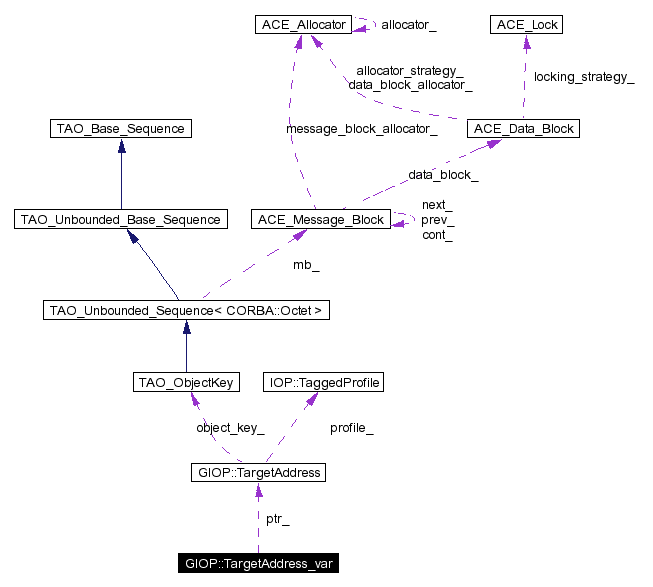 ACE_Allocator
allocator_
ACE_Lock
allocator_strategy_
data_block_allocator_
locking_strategy_
TAO_Base_Sequence
message_block_allocator_
ACE_Data_Block
data_block_
TAO_Unbounded_Base_Sequence
ACE_Message_Block
next_
prev_
cont_
mb_
TAO_Unbounded_Sequence< CORBA::Octet >
TAO_ObjectKey
IOP::TaggedProfile
object_key_
profile_
GIOP::TargetAddress
ptr_
GIOP::TargetAddress_var